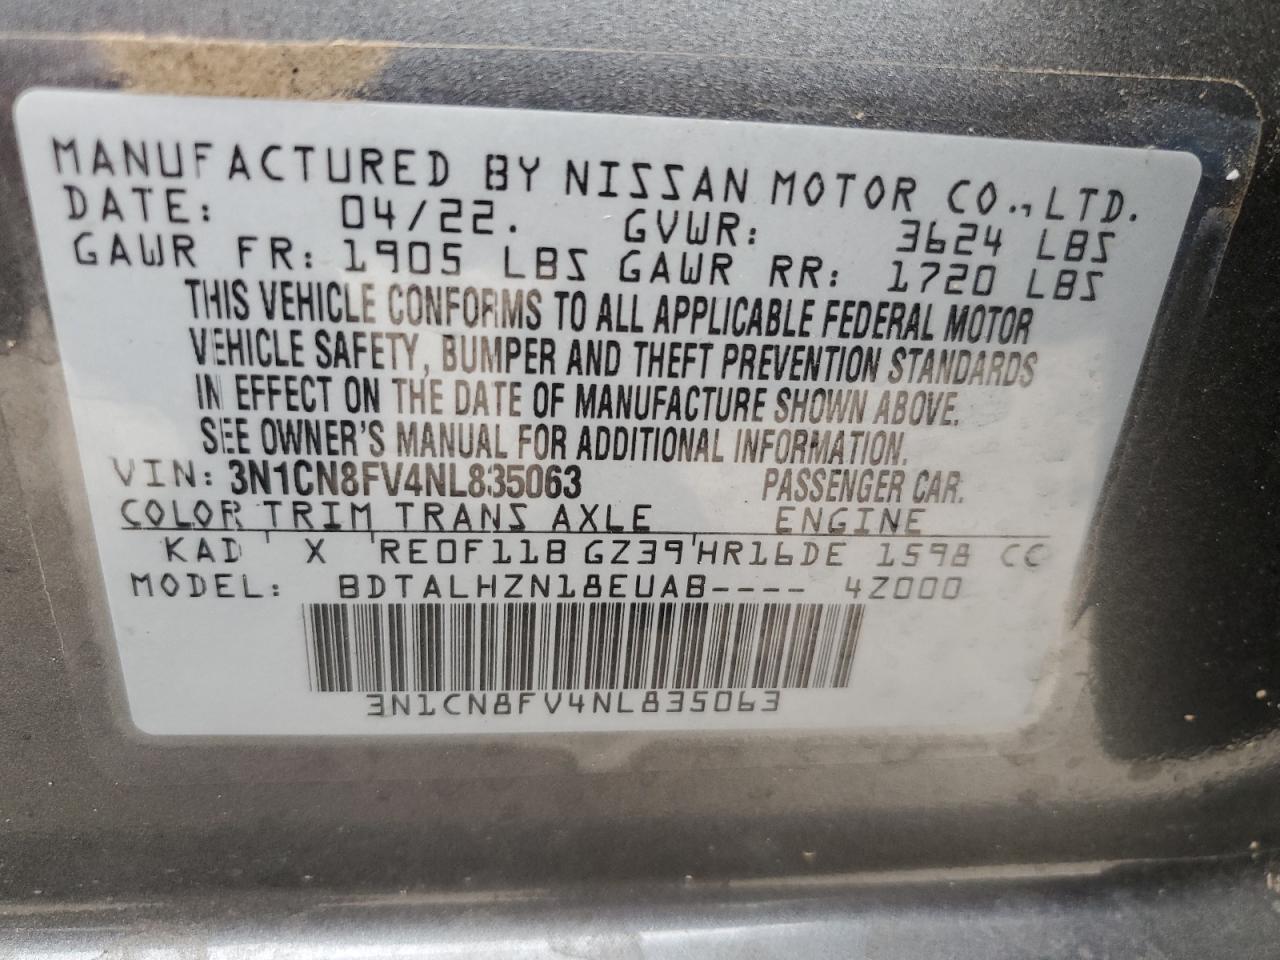 MANUFACTURED BY NISSAN MOTOR CO., LTD.
DATE: 04/22. GVWR: 3624 LBS
GAWR FR: 1905 LBS GAWR RR: 1720 LBS
THIS VEHICLE CONFORMS TO ALL APPLICABLE FEDERAL MOTOR
VEHICLE SAFETY, BUMPER AND THEFT PREVENTION STANDARDS
IN EFFECT ON THE DATE OF MANUFACTURE SHOWN ABOVE.
SEE OWNER'S MANUAL FOR ADDITIONAL INFORMATION.
VIN: 3N1CN8FV4NL835063 PASSENGER CAR.
COLOR TRIM TRANS AXLE ENGINE
KAD X RE0F11B GZ39 HR16DE 1598 CC
MODEL: BDTALHZN18EUAB---- 4Z000
3N1CN8FV4NL835063